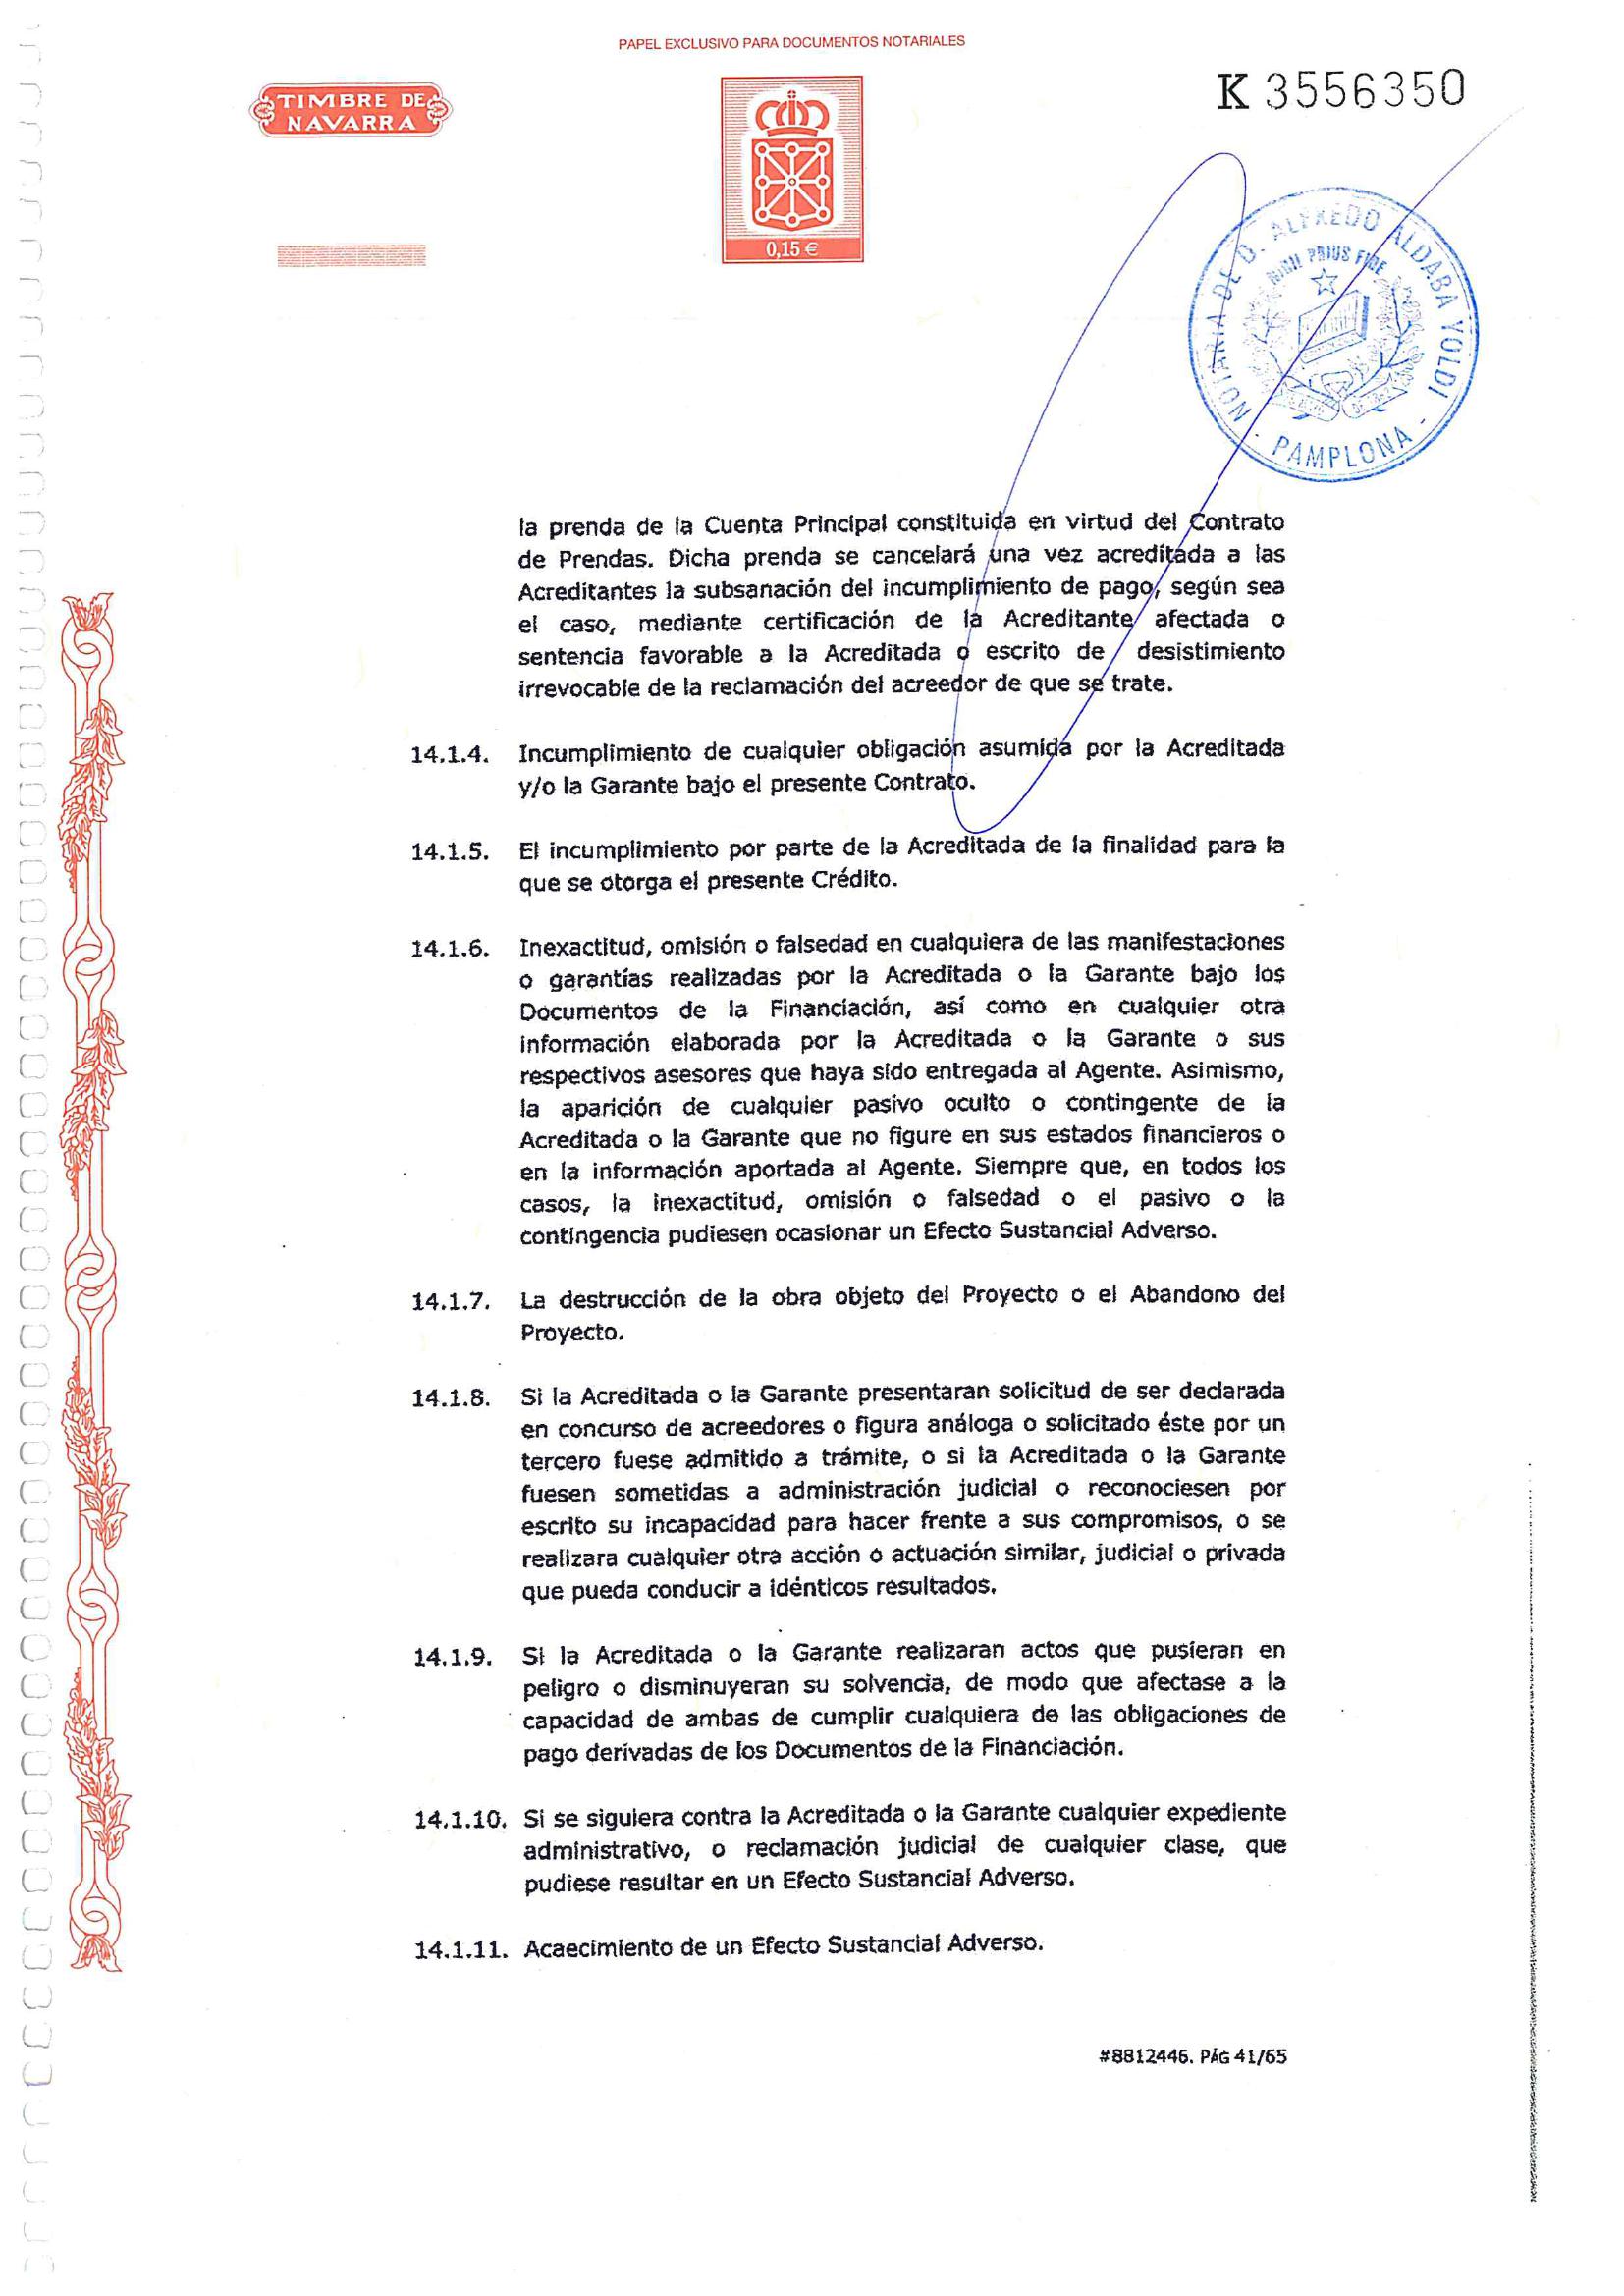 PAPEL EXCLUSIVO PARA DOCUMENTOS NOTARIALES
TIMBRE DE
NAVARRA
0,15 €
K 3556350
NOTARIA DE D. ALFREDO ALDABA YOLDI - PAMPLONA -
NIHIL PRIUS FIDE
la prenda de la Cuenta Principal constituida en virtud del Contrato
de Prendas. Dicha prenda se cancelará una vez acreditada a las
Acreditantes la subsanación del incumplimiento de pago, según sea
el caso, mediante certificación de la Acreditante afectada o
sentencia favorable a la Acreditada o escrito de desistimiento
irrevocable de la reclamación del acreedor de que se trate.
14.1.4. Incumplimiento de cualquier obligación asumida por la Acreditada
y/o la Garante bajo el presente Contrato.
14.1.5. El incumplimiento por parte de la Acreditada de la finalidad para la
que se otorga el presente Crédito.
14.1.6. Inexactitud, omisión o falsedad en cualquiera de las manifestaciones
o garantías realizadas por la Acreditada o la Garante bajo los
Documentos de la Financiación, así como en cualquier otra
información elaborada por la Acreditada o la Garante o sus
respectivos asesores que haya sido entregada al Agente. Asimismo,
la aparición de cualquier pasivo oculto o contingente de la
Acreditada o la Garante que no figure en sus estados financieros o
en la información aportada al Agente. Siempre que, en todos los
casos, la inexactitud, omisión o falsedad o el pasivo o la
contingencia pudiesen ocasionar un Efecto Sustancial Adverso.
14.1.7. La destrucción de la obra objeto del Proyecto o el Abandono del
Proyecto.
14.1.8. Si la Acreditada o la Garante presentaran solicitud de ser declarada
en concurso de acreedores o figura análoga o solicitado éste por un
tercero fuese admitido a trámite, o si la Acreditada o la Garante
fuesen sometidas a administración judicial o reconociesen por
escrito su incapacidad para hacer frente a sus compromisos, o se
realizara cualquier otra acción o actuación similar, judicial o privada
que pueda conducir a idénticos resultados.
14.1.9. Si la Acreditada o la Garante realizaran actos que pusieran en
peligro o disminuyeran su solvencia, de modo que afectase a la
capacidad de ambas de cumplir cualquiera de las obligaciones de
pago derivadas de los Documentos de la Financiación.
14.1.10. Si se siguiera contra la Acreditada o la Garante cualquier expediente
administrativo, o reclamación judicial de cualquier clase, que
pudiese resultar en un Efecto Sustancial Adverso.
14.1.11. Acaecimiento de un Efecto Sustancial Adverso.
#8812446. PÁG 41/65